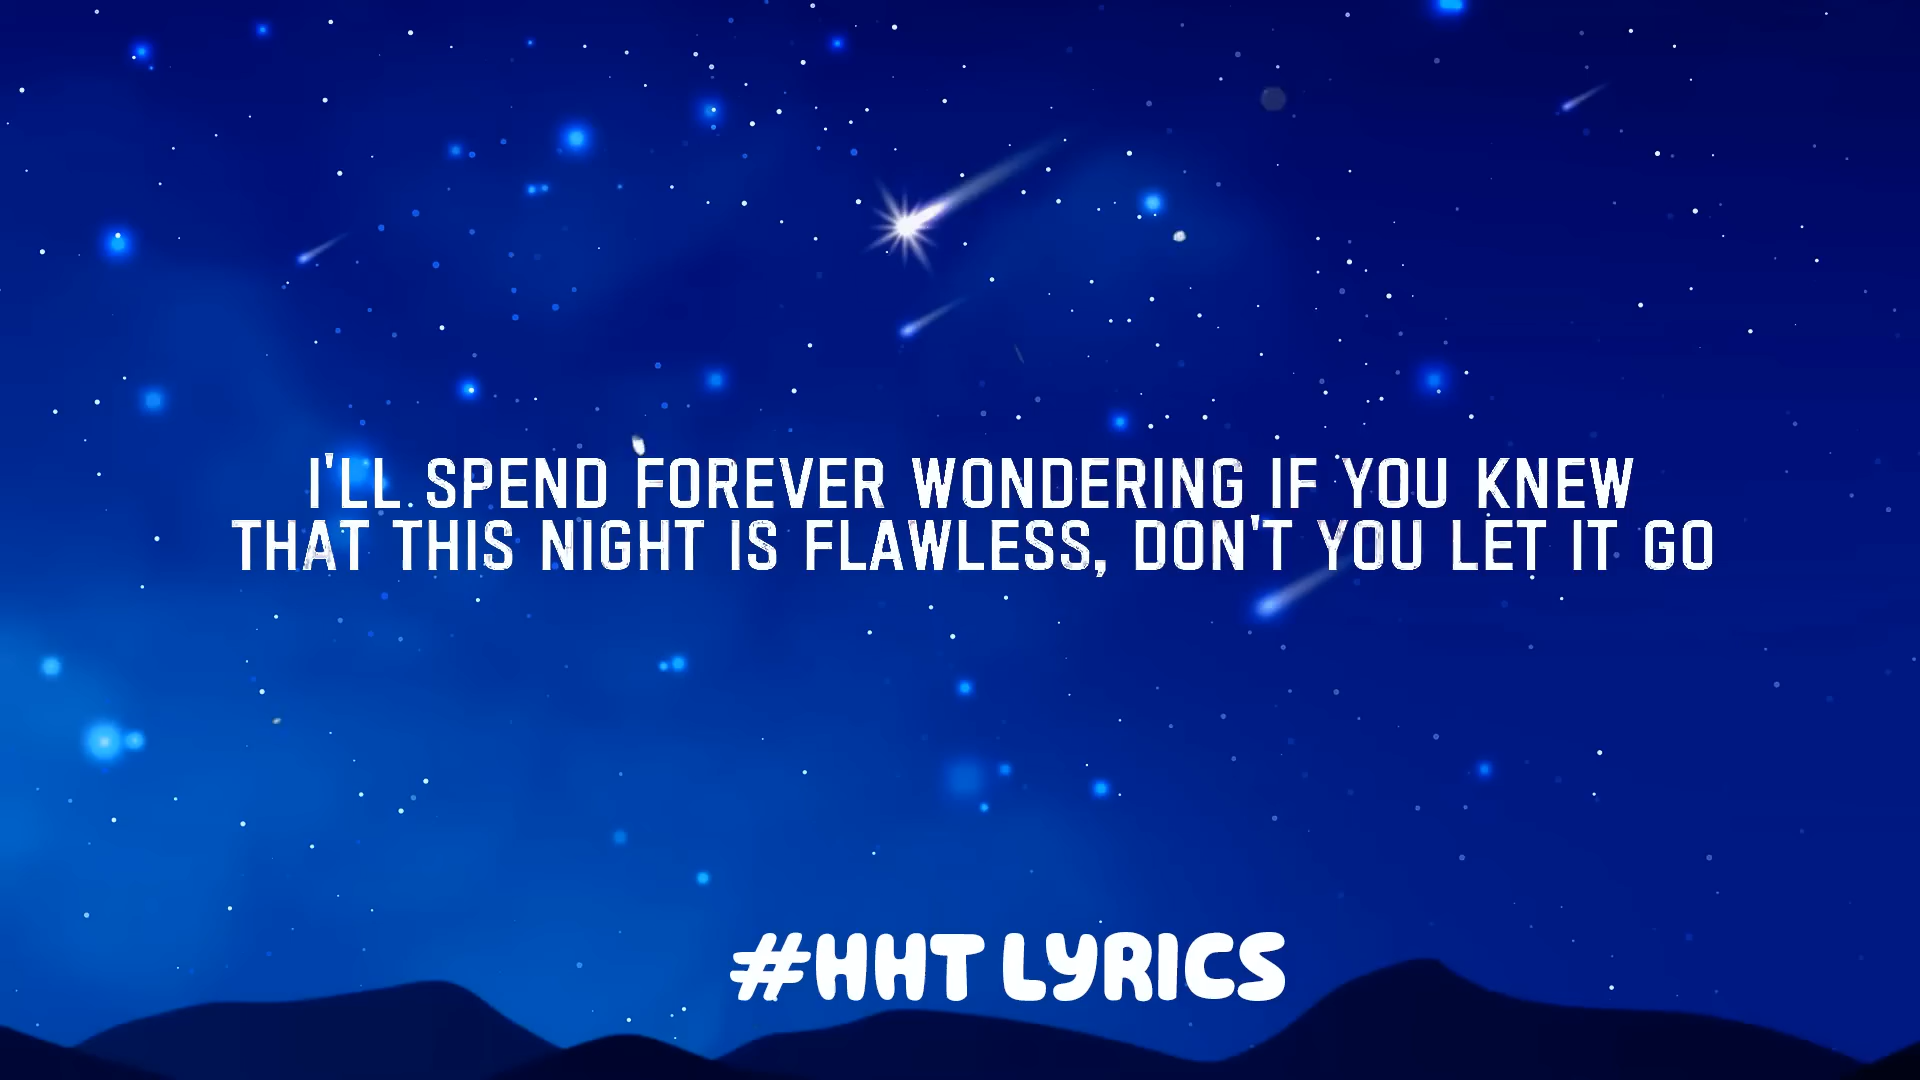 I'LL SPEND FOREVER WONDERING IF YOU KNEW
THAT THIS NIGHT IS FLAWLESS, DON'T YOU LET IT GO
#HHT LYRICS